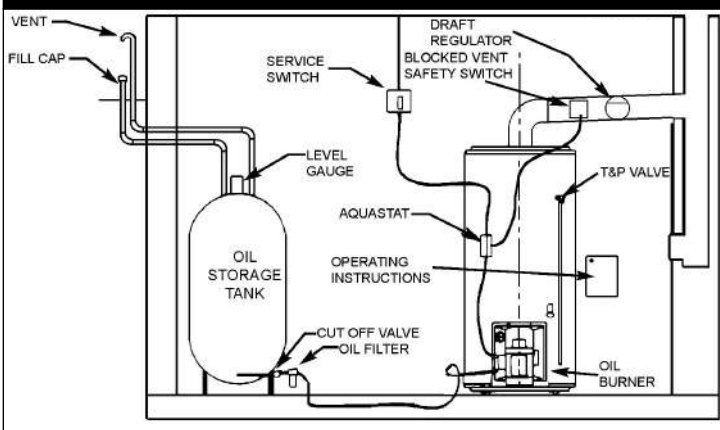 VENT
FILL CAP
SERVICE
SWITCH
DRAFT
REGULATOR
BLOCKED VENT
SAFETY SWITCH
LEVEL
GAUGE
T&P VALVE
AQUASTAT
OIL
STORAGE
TANK
OPERATING
INSTRUCTIONS
CUT OFF VALVE
OIL FILTER
OIL
BURNER